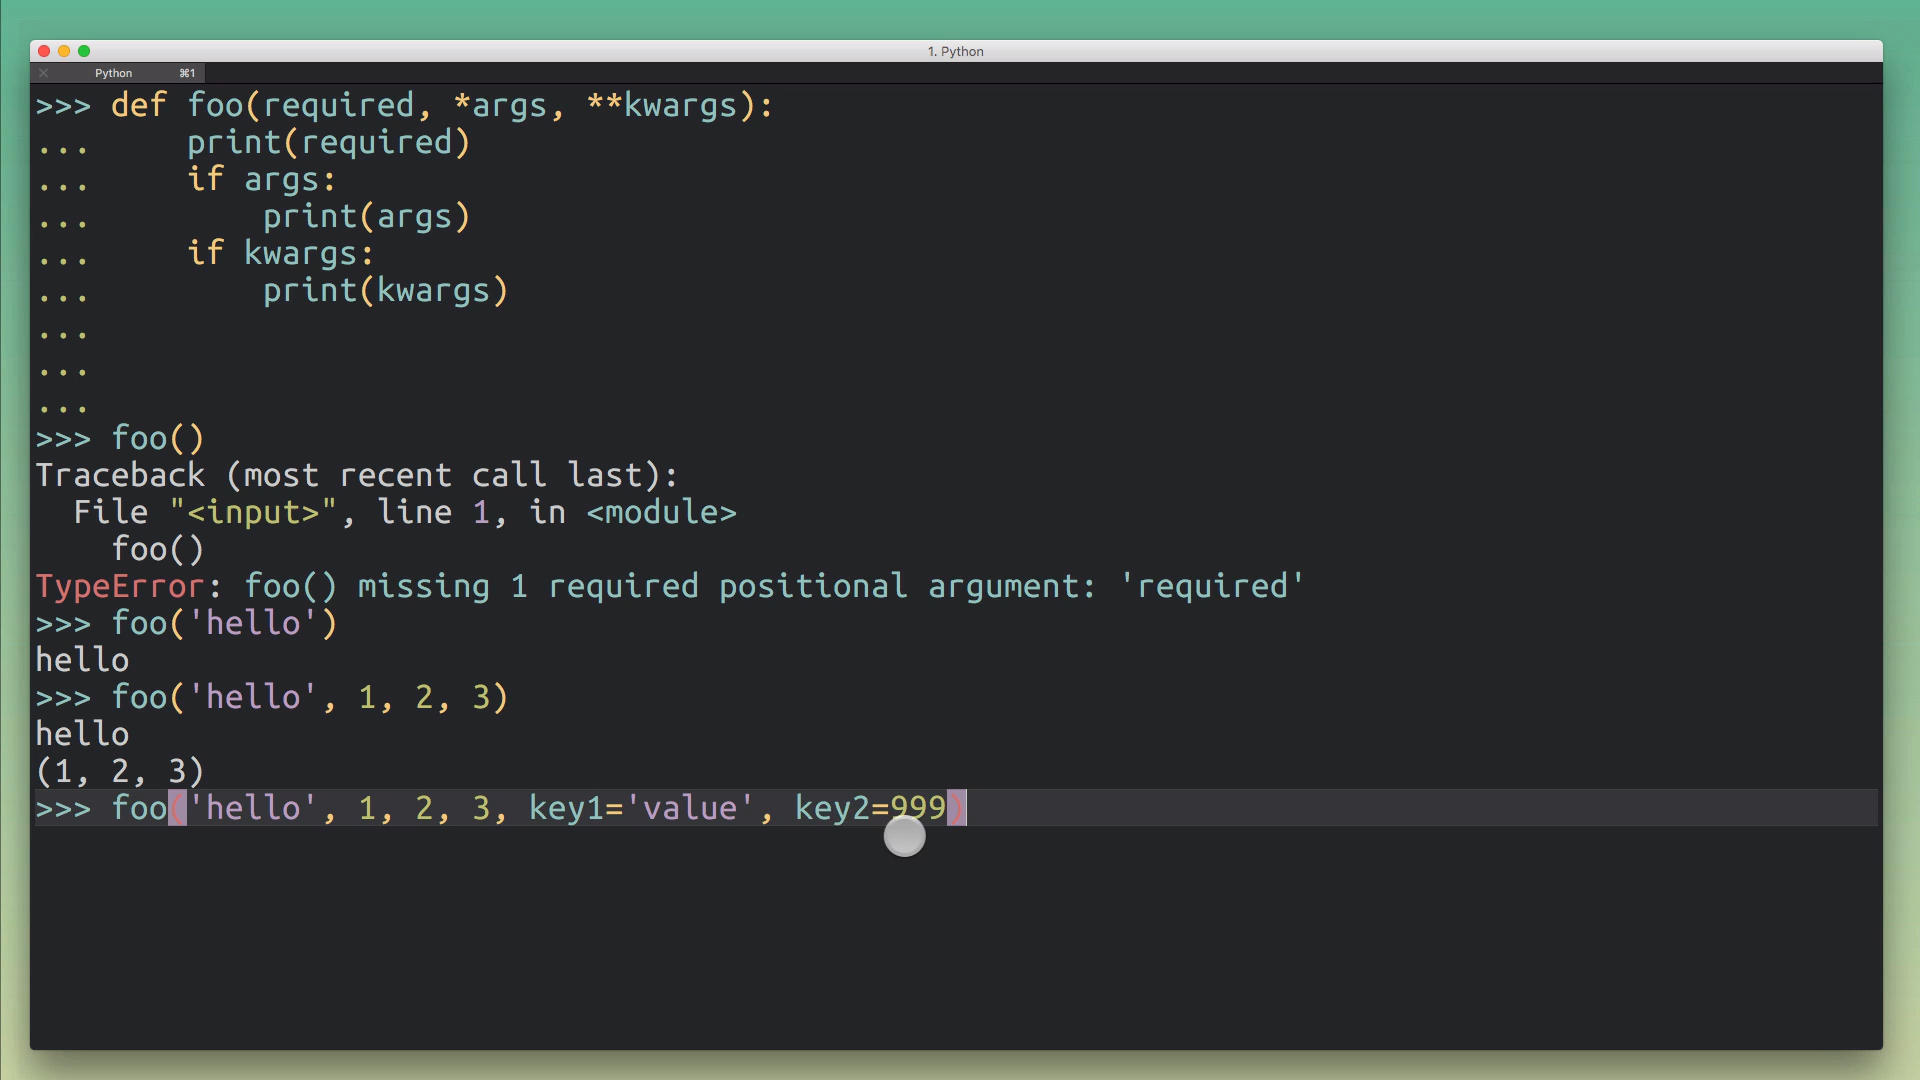 1. Python
Python ⌘1
>>> def foo(required, *args, **kwargs):
...     print(required)
...     if args:
...         print(args)
...     if kwargs:
...         print(kwargs)
...
...
...
>>> foo()
Traceback (most recent call last):
  File "<input>", line 1, in <module>
    foo()
TypeError: foo() missing 1 required positional argument: 'required'
>>> foo('hello')
hello
>>> foo('hello', 1, 2, 3)
hello
(1, 2, 3)
>>> foo('hello', 1, 2, 3, key1='value', key2=999)